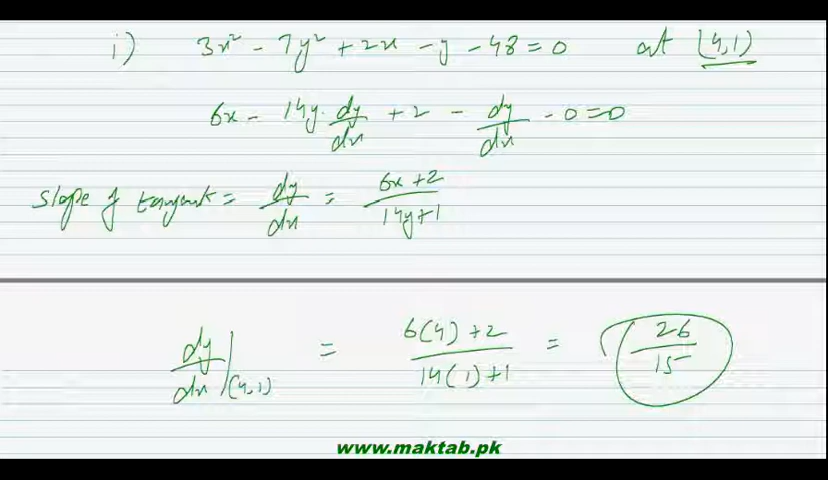 i) 3x² - 7y² + 2x - y - 48 = 0 at (4,1)
6x - 14y · dy/dx + 2 - dy/dx - 0 = 0
Slope of tangent = dy/dx = 6x+2/14y+1
dy/dx|(4,1) = 6(4)+2/14(1)+1 = 26/15
www.maktab.pk